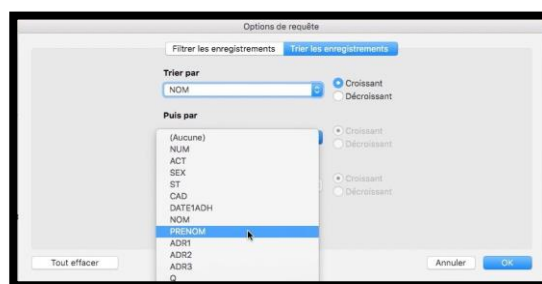 Options de requête
Filtrer les enregistrements Trier les enregistrements
Trier par
NOM
Croissant
Décroissant
Puis par
(Aucune)
NUM
ACT
SEX
ST
CAD
DATE1ADH
NOM
PRENOM
ADR1
ADR2
ADR3
Q
Croissant
Décroissant
Croissant
Décroissant
Tout effacer
Annuler
OK